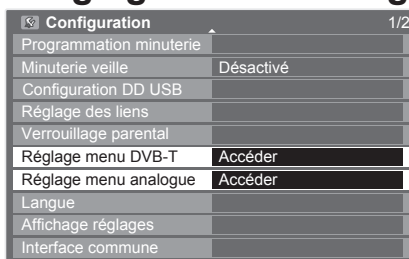 Configuration 1/2
Programmation minuterie
Minuterie veille Désactivé
Configuration DD USB
Réglage des liens
Verrouillage parental
Réglage menu DVB-T Accéder
Réglage menu analogue Accéder
Langue
Affichage réglages
Interface commune